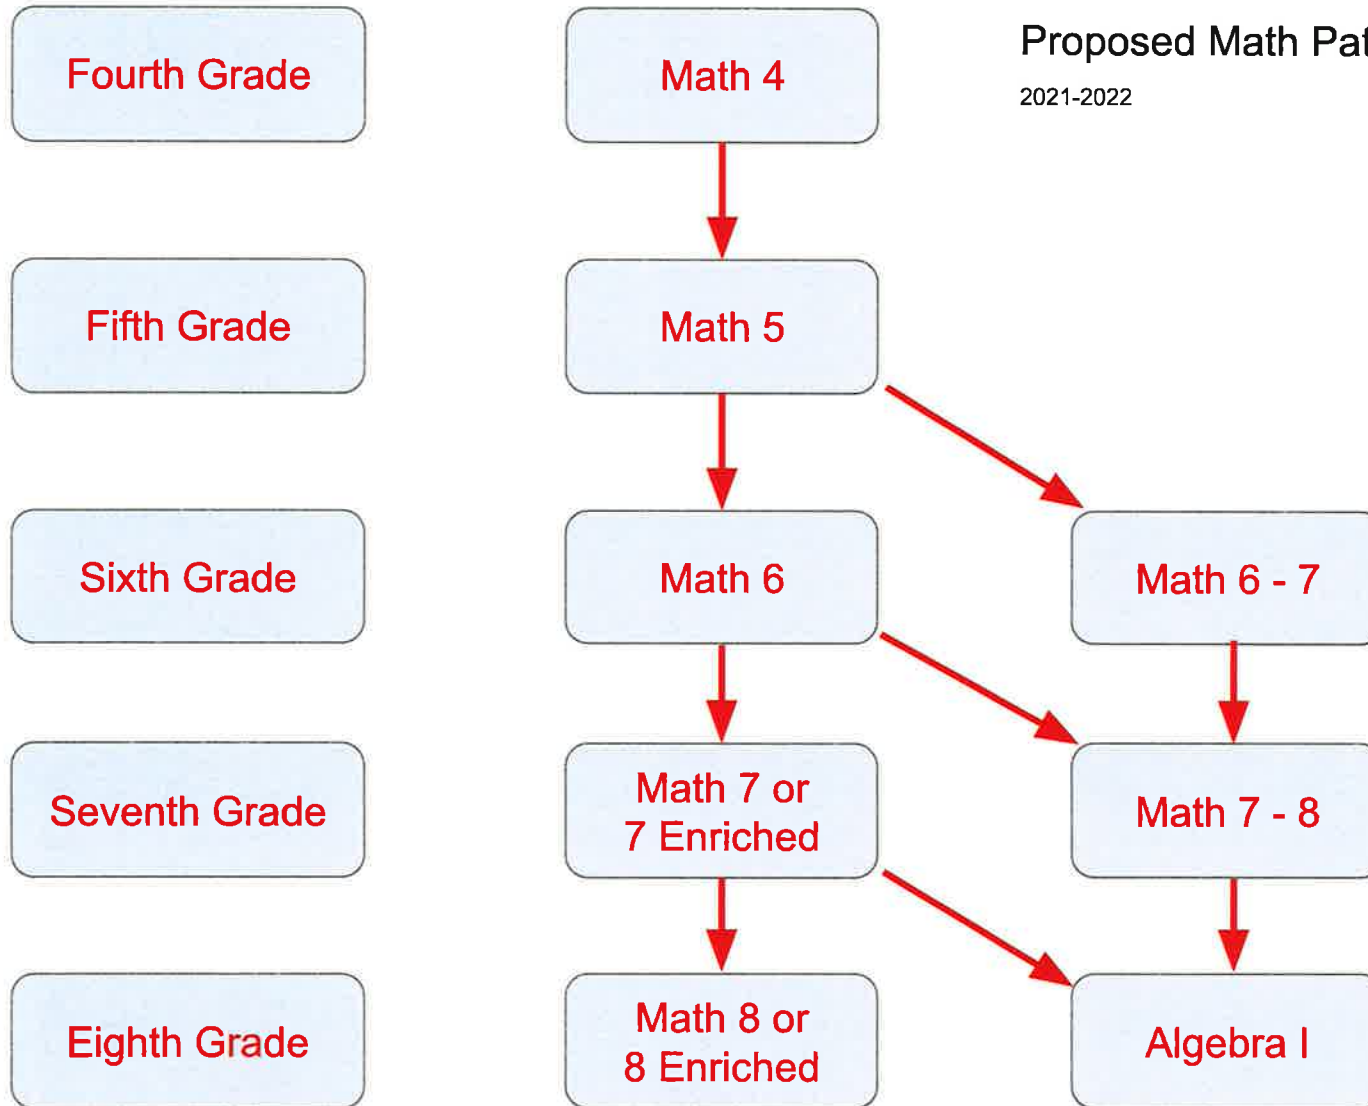 Proposed Math Pat
2021-2022
Fourth Grade
Math 4
Fifth Grade
Math 5
Sixth Grade
Math 6
Math 6 - 7
Seventh Grade
Math 7 or
7 Enriched
Math 7 - 8
Eighth Grade
Math 8 or
8 Enriched
Algebra I